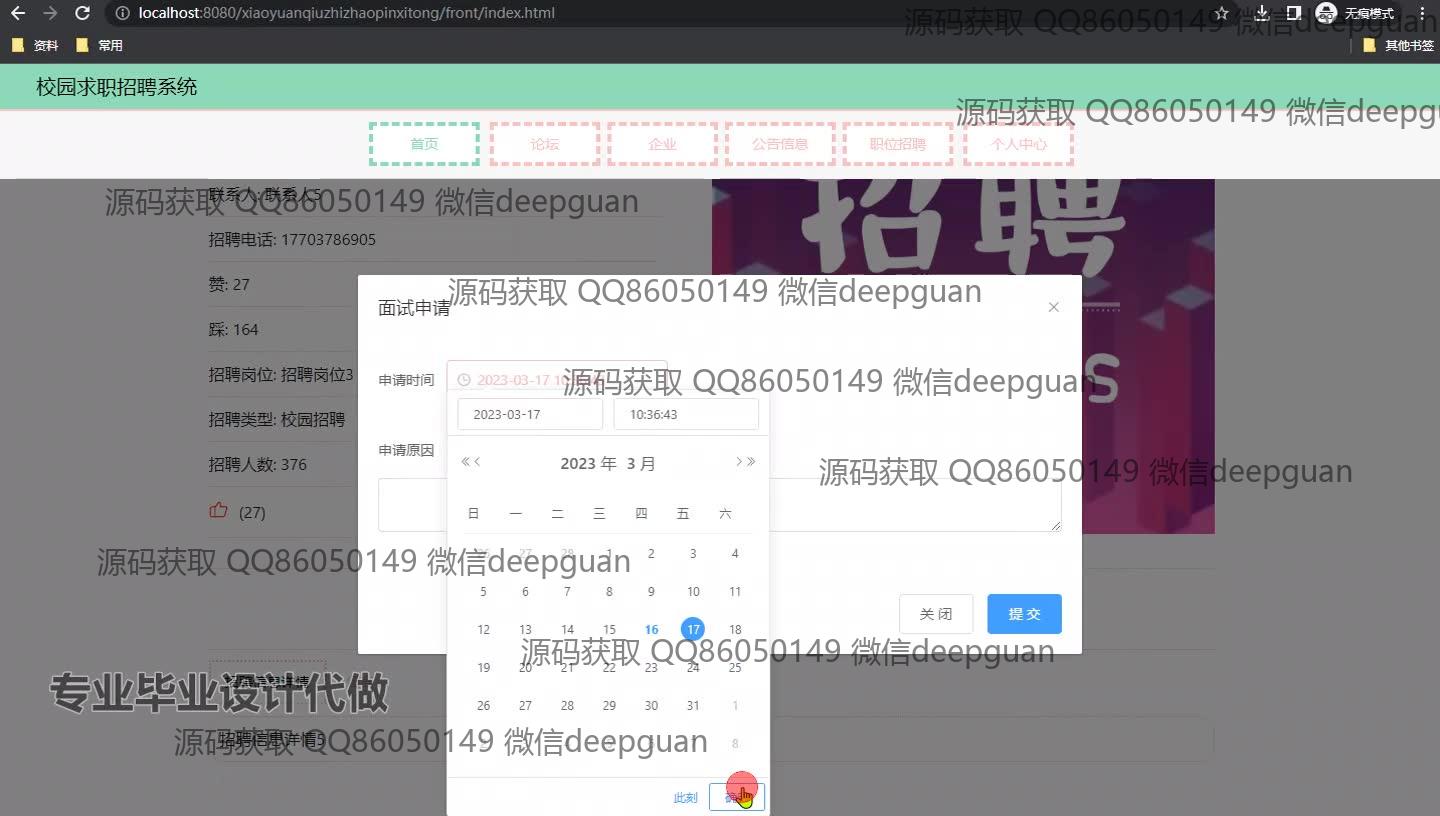 localhost:8080/xiaoyuanqiuzhizhaopinxitong/front/index.html
无痕模式
资料 常用 其他书签
源码获取 QQ86050149 微信deepguan
校园求职招聘系统
源码获取 QQ86050149 微信deepg
首页 论坛 企业 公告信息 职位招聘 个人中心
联系人: 联系人5
源码获取 QQ86050149 微信deepguan
招聘
招聘电话: 17703786905
赞: 27
源码获取 QQ86050149 微信deepguan
面试申请
踩: 164
招聘岗位: 招聘岗位3
申请时间 2023-03-17 10
源码获取 QQ86050149 微信deepguan
S
2023-03-17 10:36:43
招聘类型: 校园招聘
申请原因
招聘人数: 376
2023 年 3 月
源码获取 QQ86050149 微信deepguan
(27)
日 一 二 三 四 五 六
26 27 28 1 2 3 4
源码获取 QQ86050149 微信deepguan
5 6 7 8 9 10 11
关闭 提交
12 13 14 15 16 17 18
源码获取 QQ86050149 微信deepguan
19 20 21 22 23 24 25
专业毕业设计代做
26 27 28 29 30 31 1
招聘信息详情5
源码获取 QQ86050149 微信deepguan
8
此刻